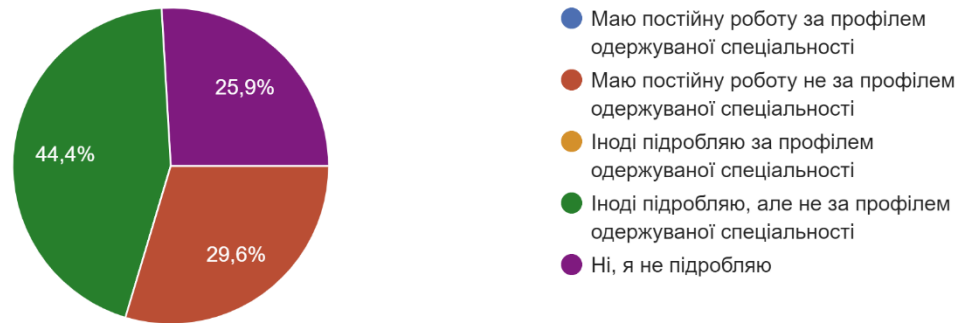 25,9%
44,4%
29,6%
Маю постійну роботу за профілем
одержуваної спеціальності
Маю постійну роботу не за профілем
одержуваної спеціальності
Іноді підробляю за профілем
одержуваної спеціальності
Іноді підробляю, але не за профілем
одержуваної спеціальності
Ні, я не підробляю